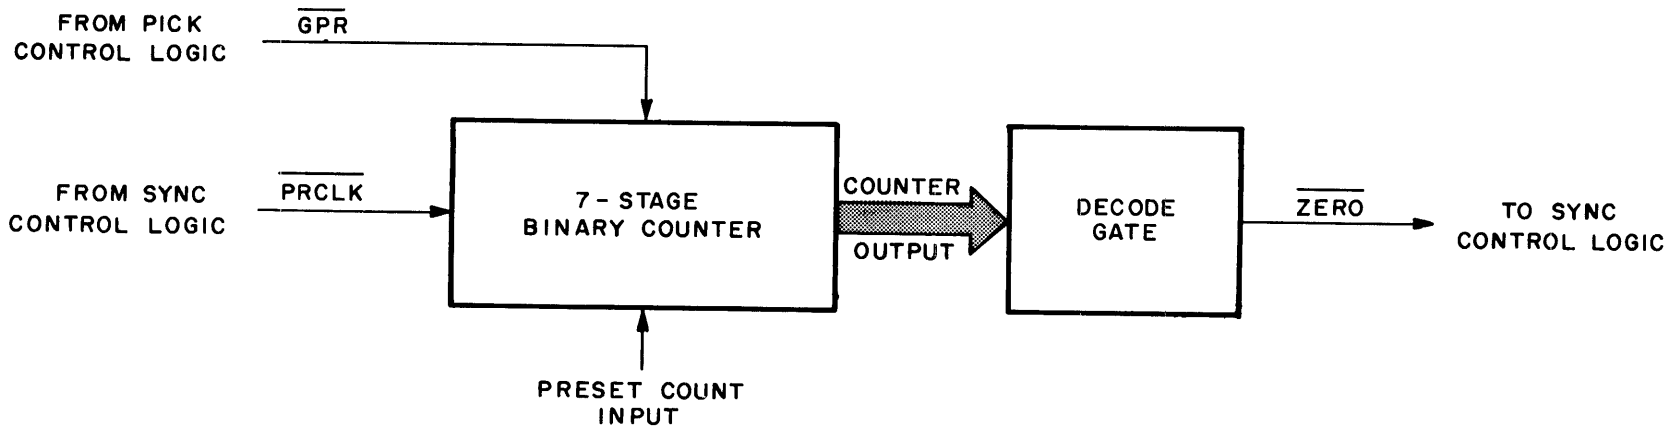 FROM PICK
CONTROL LOGIC
GPR
FROM SYNC
CONTROL LOGIC
PRCLK
7-STAGE
BINARY COUNTER
COUNTER
OUTPUT
DECODE
GATE
ZERO
TO SYNC
CONTROL LOGIC
PRESET COUNT
INPUT